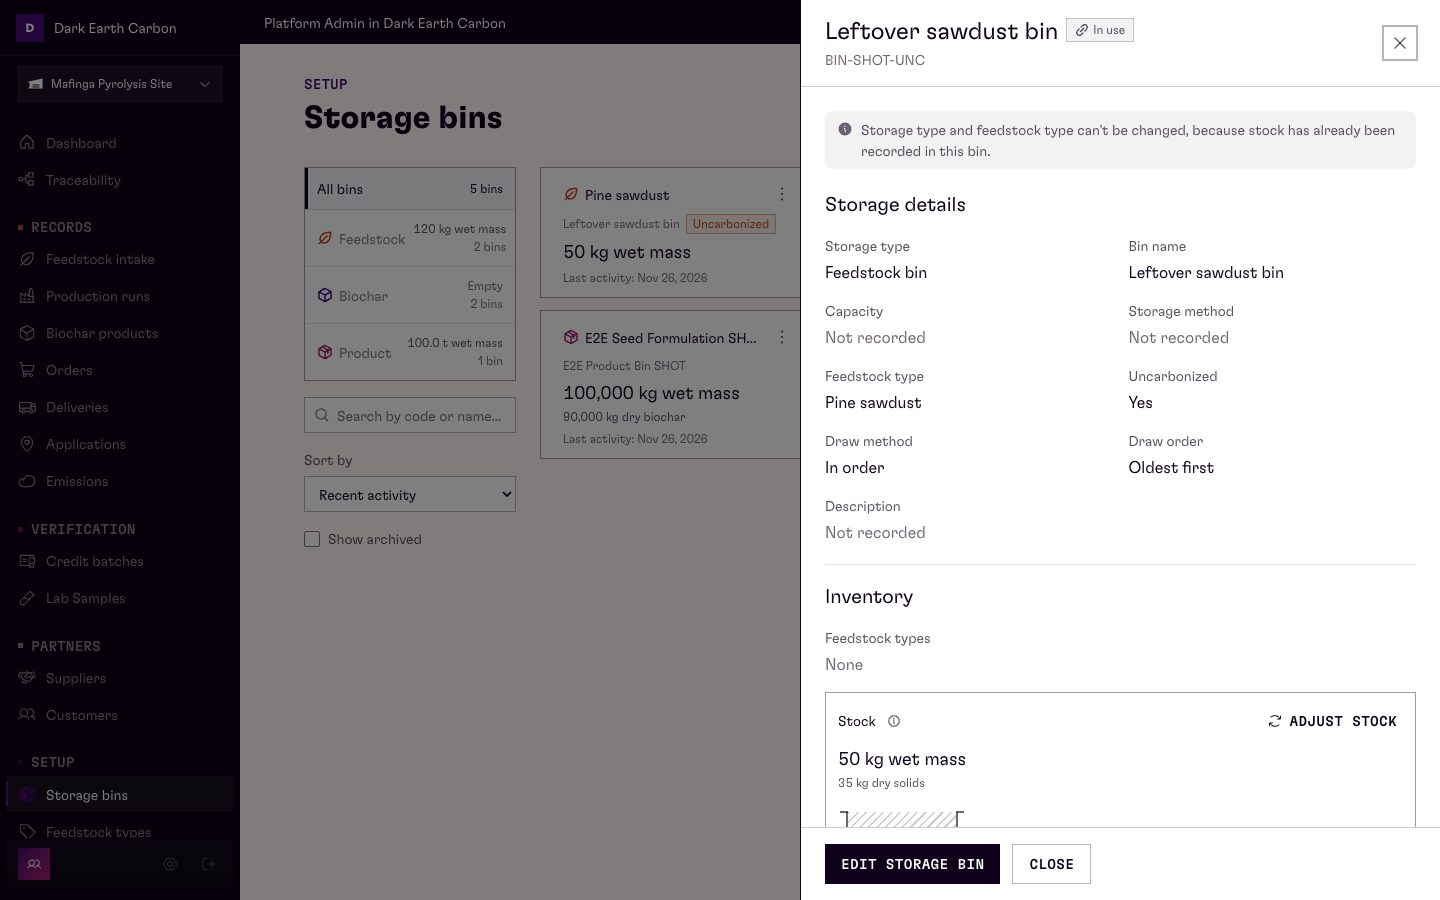 D
Dark Earth Carbon
Platform Admin in Dark Earth Carbon
Mafinga Pyrolysis Site
Dashboard
Traceability
RECORDS
Feedstock intake
Production runs
Biochar products
Orders
Deliveries
Applications
Emissions
VERIFICATION
Credit batches
Lab Samples
PARTNERS
Suppliers
Customers
SETUP
Storage bins
Feedstock types
SETUP
Storage bins
All bins
5 bins
Feedstock
120 kg wet mass
2 bins
Biochar
Empty
2 bins
Product
100.0 t wet mass
1 bin
Search by code or name...
Sort by
Recent activity
Show archived
Pine sawdust
Leftover sawdust bin
Uncarbonized
50 kg wet mass
Last activity: Nov 26, 2026
E2E Seed Formulation SH...
E2E Product Bin SHOT
100,000 kg wet mass
90,000 kg dry biochar
Last activity: Nov 26, 2026
Leftover sawdust bin
In use
BIN-SHOT-UNC
Storage type and feedstock type can't be changed, because stock has already been
recorded in this bin.
Storage details
Storage type
Feedstock bin
Bin name
Leftover sawdust bin
Capacity
Not recorded
Storage method
Not recorded
Feedstock type
Pine sawdust
Uncarbonized
Yes
Draw method
In order
Draw order
Oldest first
Description
Not recorded
Inventory
Feedstock types
None
Stock
ADJUST STOCK
50 kg wet mass
35 kg dry solids
EDIT STORAGE BIN
CLOSE